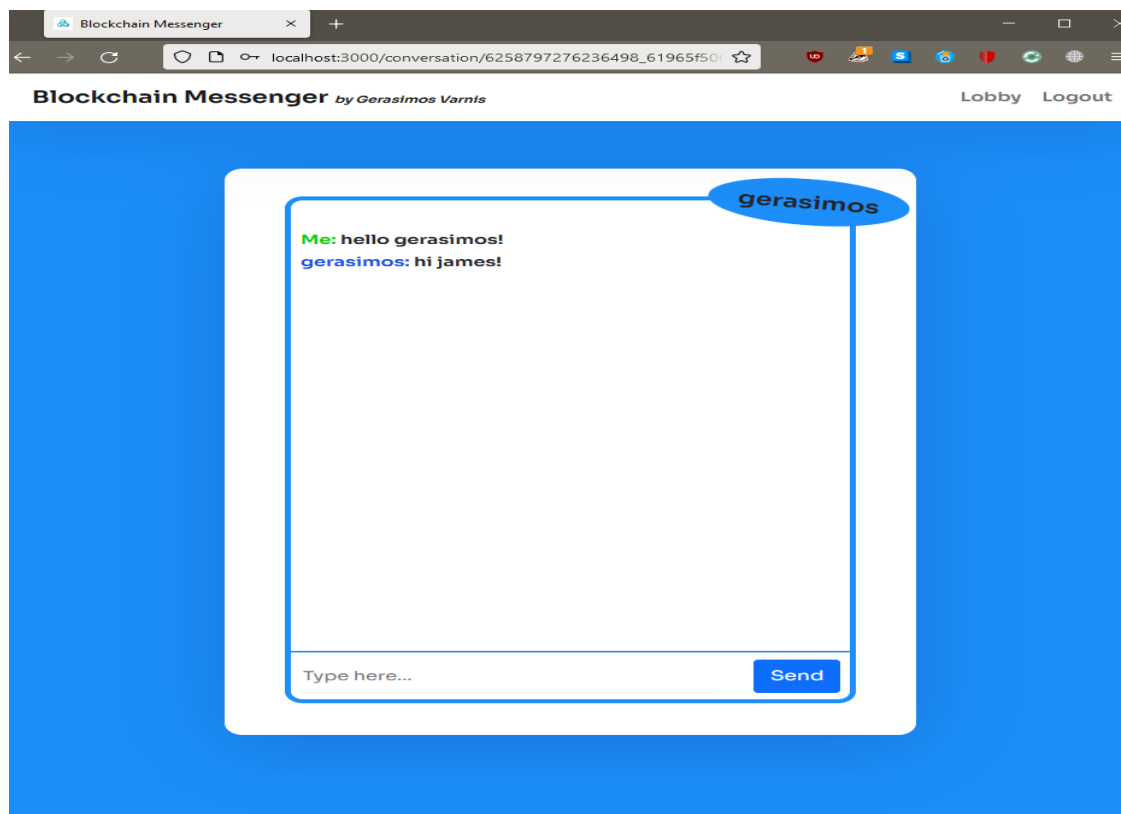 Blockchain Messenger
localhost:3000/conversation/6258797276236498_61965f50
1
S
Blockchain Messenger by Gerasimos Varnis
Lobby Logout
gerasimos
Me: hello gerasimos!
gerasimos: hi james!
Type here...
Send